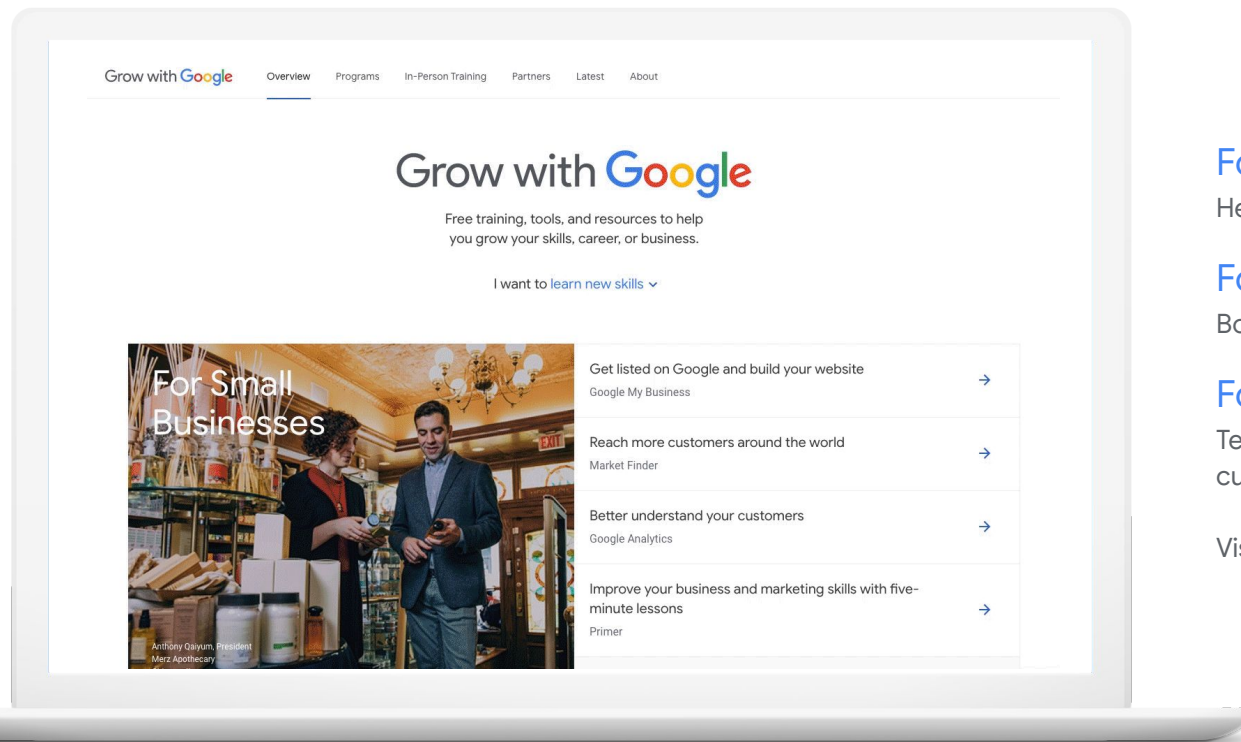 Grow with Google
Overview
Programs
In-Person Training
Partners
Latest
About
Grow with Google
Free training, tools, and resources to help
you grow your skills, career, or business.
I want to learn new skills
For Small
Businesses
EXIT
Anthony Qaiyum, President
Merz Apothecary
Get listed on Google and build your website
Google My Business
Reach more customers around the world
Market Finder
Better understand your customers
Google Analytics
Improve your business and marketing skills with five-
minute lessons
Primer